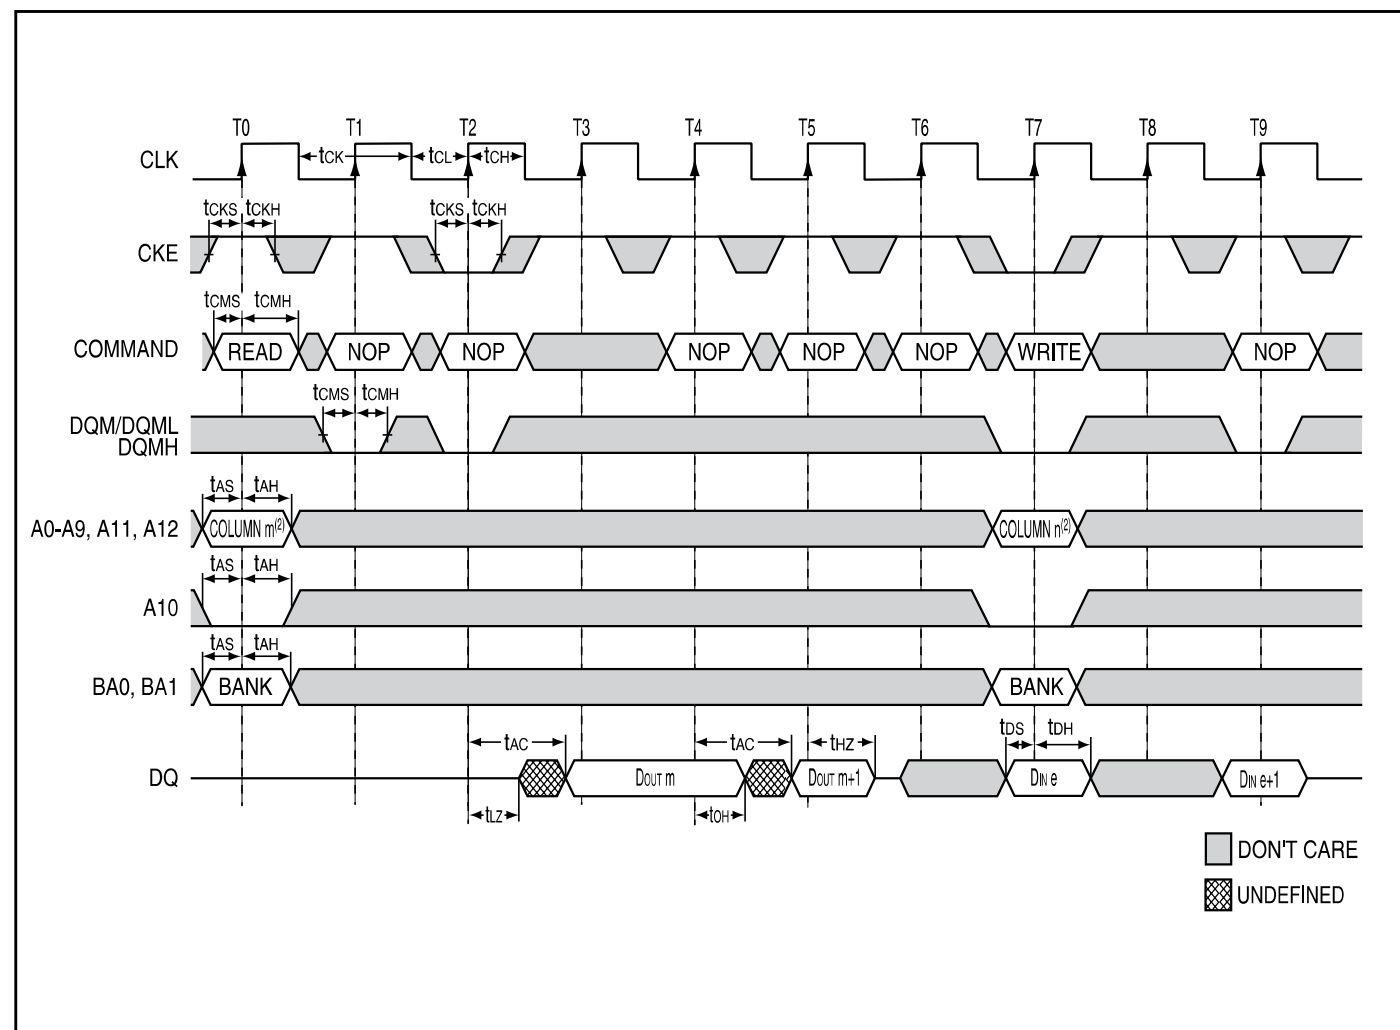 T0 T1 T2 T3 T4 T5 T6 T7 T8 T9
CLK tCK tCL tCH
tCKS tCKH tCKS tCKH
CKE
tCMS tCMH
COMMAND READ NOP NOP NOP NOP NOP WRITE NOP
tCMS tCMH
DQM/DQML
DQMH
tAS tAH
A0-A9, A11, A12 COLUMN m(2) COLUMN n(2)
tAS tAH
A10
tAS tAH
BA0, BA1 BANK BANK
tAC tAC tHZ tDS tDH
DQ DOUT m DOUT m+1 DIN e DIN e+1
tLZ tOH
DON'T CARE
UNDEFINED